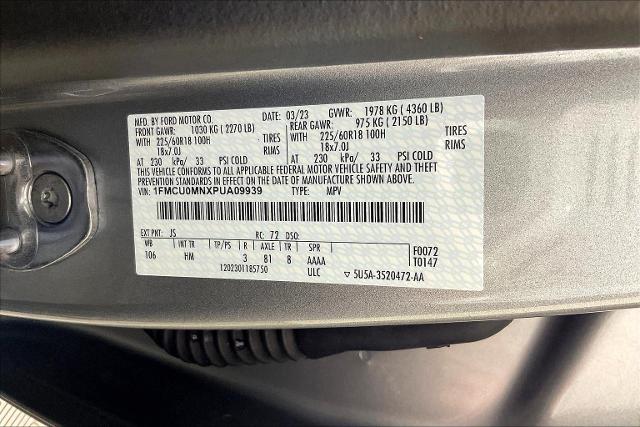 MFD. BY FORD MOTOR CO. DATE: 03/23 GVWR: 1978 KG ( 4360 LB)
FRONT GAWR: 1030 KG ( 2270 LB) REAR GAWR: 975 KG ( 2150 LB)
WITH 225/60R18 100H TIRES WITH 225/60R18 100H TIRES
18x7.0J RIMS 18x7.0J RIMS
AT 230 kPa/ 33 PSI COLD AT 230 kPa/ 33 PSI COLD
THIS VEHICLE CONFORMS TO ALL APPLICABLE FEDERAL MOTOR VEHICLE SAFETY AND THEFT
PREVENTION STANDARDS IN EFFECT ON THE DATE OF MANUFACTURE SHOWN ABOVE.
VIN: 1FMCU0MNXPUA09939 TYPE: MPV
EXT PNT: JS RC: 72 DSO:
WB INT TR TP/PS R AXLE TR SPR F0072
106 HM 3 81 8 AAAA T0147
1202301185750 ULC ▽ 5U5A-3520472-AA